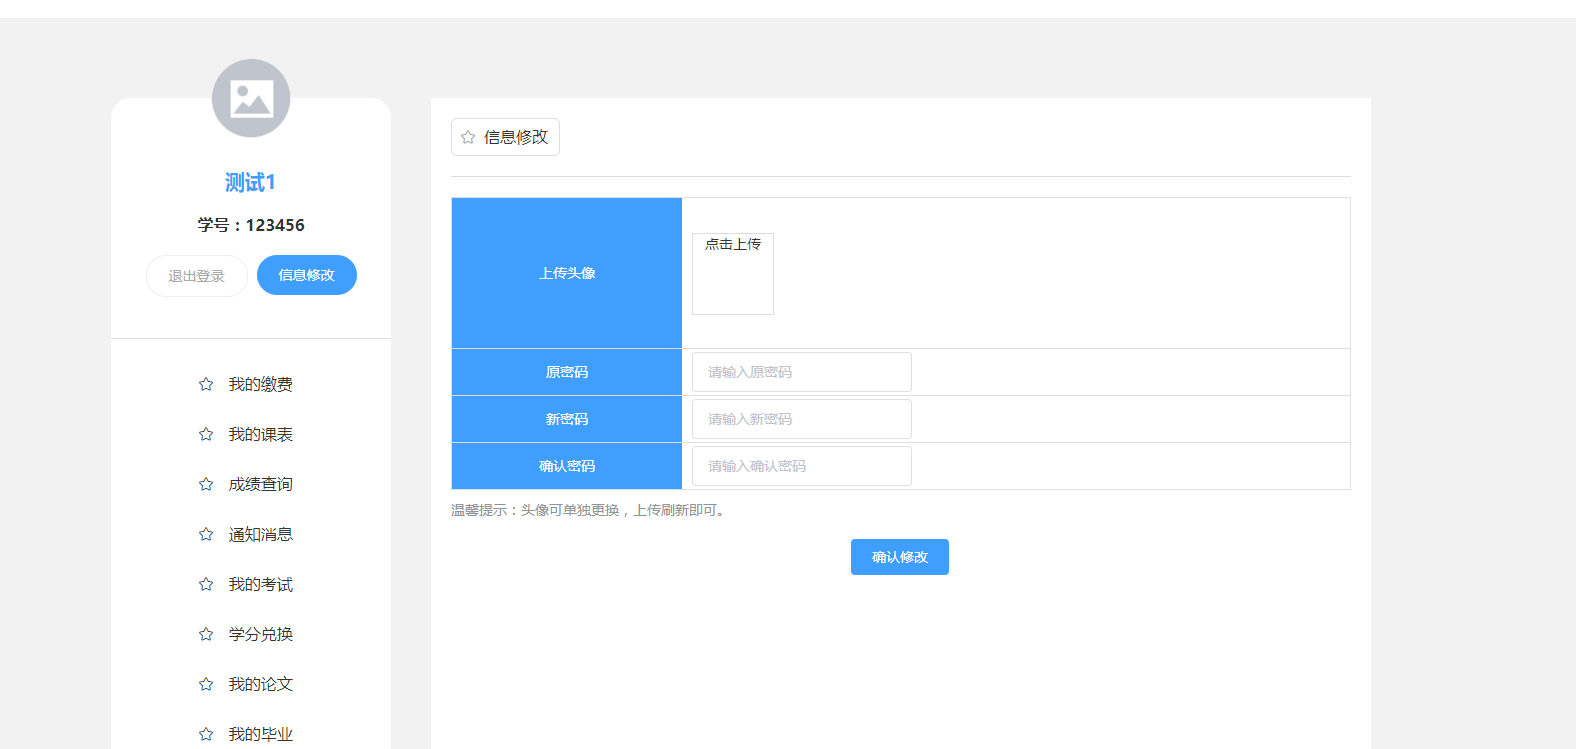 测试1
学号：123456
退出登录 信息修改
我的缴费
我的课表
成绩查询
通知消息
我的考试
学分兑换
我的论文
我的毕业
信息修改
上传头像 点击上传
原密码 请输入原密码
新密码 请输入新密码
确认密码 请输入确认密码
温馨提示：头像可单独更换，上传刷新即可。
确认修改